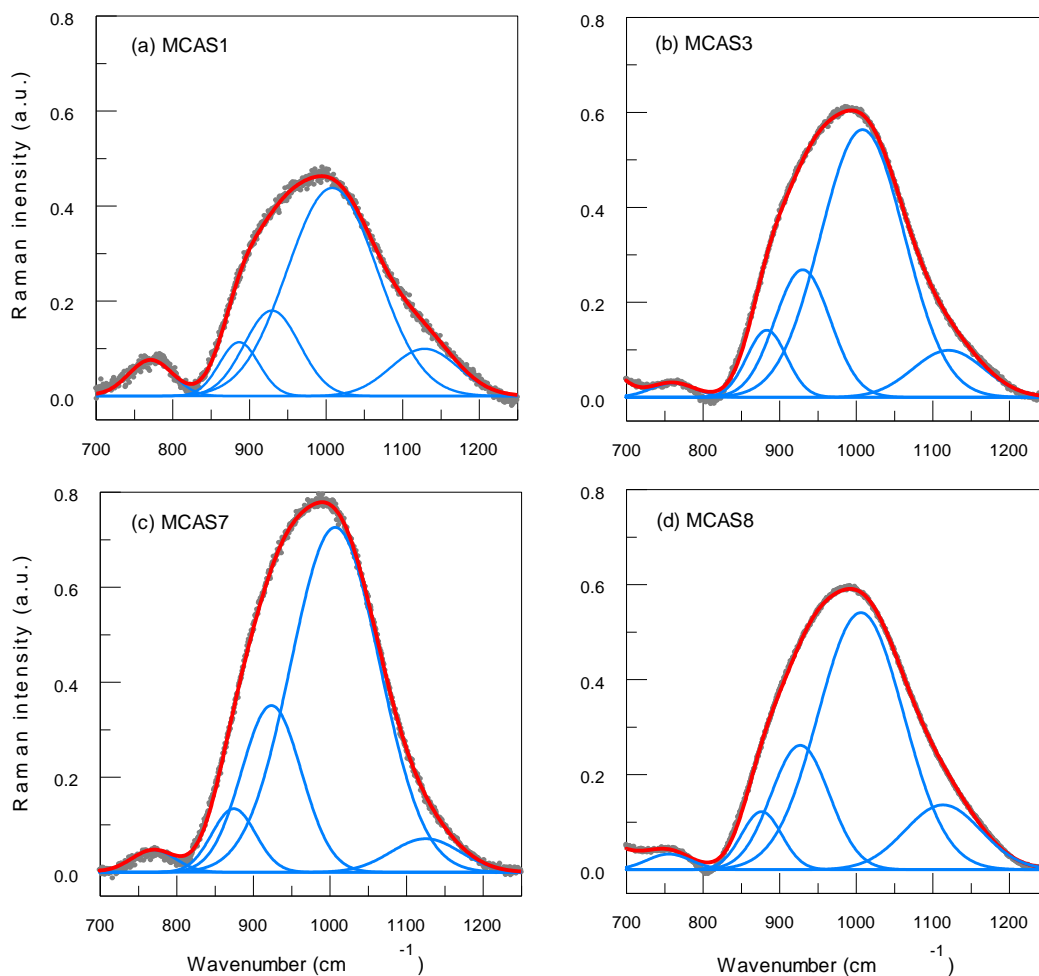 0.8
(a) MCAS1
0.6
0.4
0.2
0.0
Raman inensity (a.u.)
700 800 900 1000 1100 1200
0.8
(b) MCAS3
0.6
0.4
0.2
0.0
700 800 900 1000 1100 1200
0.8
(c) MCAS7
0.6
0.4
0.2
0.0
Raman intensity (a.u.)
700 800 900 1000 1100 1200
Wavenumber (cm -1)
0.8
(d) MCAS8
0.6
0.4
0.2
0.0
700 800 900 1000 1100 1200
Wavenumber (cm -1)